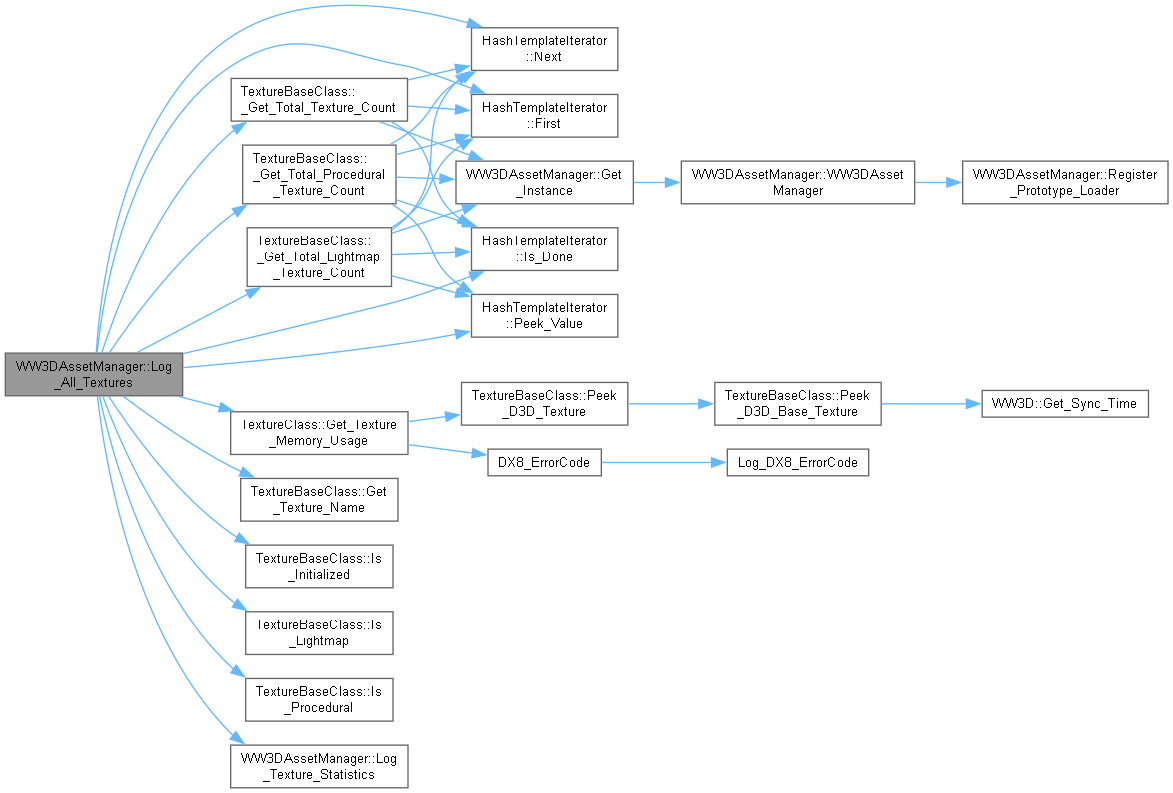 HashTemplateIterator
::Next
TextureBaseClass::
_Get_Total_Texture_Count
HashTemplateIterator
::First
TextureBaseClass::
_Get_Total_Procedural
_Texture_Count
WW3DAssetManager::Get
_Instance
WW3DAssetManager::WW3DAsset
Manager
WW3DAssetManager::Register
_Prototype_Loader
TextureBaseClass::
_Get_Total_Lightmap
_Texture_Count
HashTemplateIterator
::Is_Done
HashTemplateIterator
::Peek_Value
WW3DAssetManager::Log
_All_Textures
TextureClass::Get_Texture
_Memory_Usage
TextureBaseClass::Peek
_D3D_Texture
TextureBaseClass::Peek
_D3D_Base_Texture
WW3D::Get_Sync_Time
DX8_ErrorCode
Log_DX8_ErrorCode
TextureBaseClass::Get
_Texture_Name
TextureBaseClass::Is
_Initialized
TextureBaseClass::Is
_Lightmap
TextureBaseClass::Is
_Procedural
WW3DAssetManager::Log
_Texture_Statistics